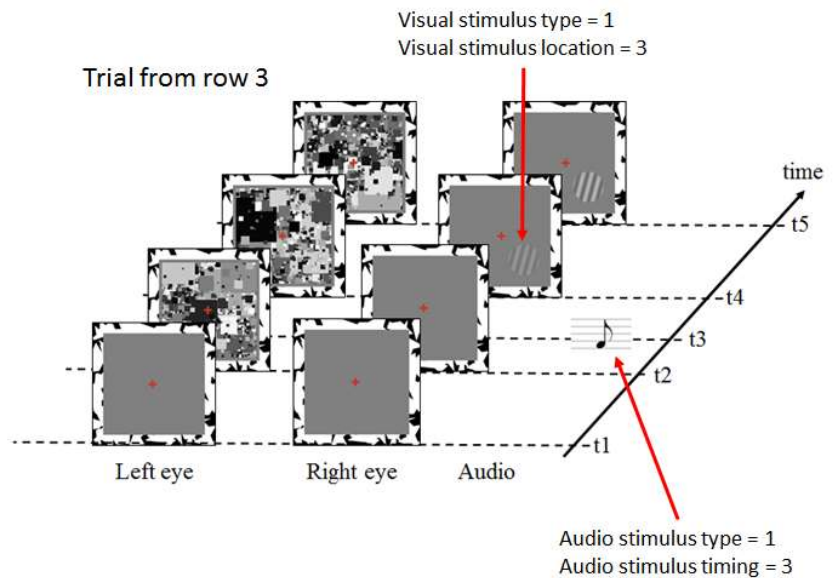 Visual stimulus type = 1
Visual stimulus location = 3
Trial from row 3
time
t5
t4
t3
t2
t1
Left eye
Right eye
Audio
Audio stimulus type = 1
Audio stimulus timing = 3